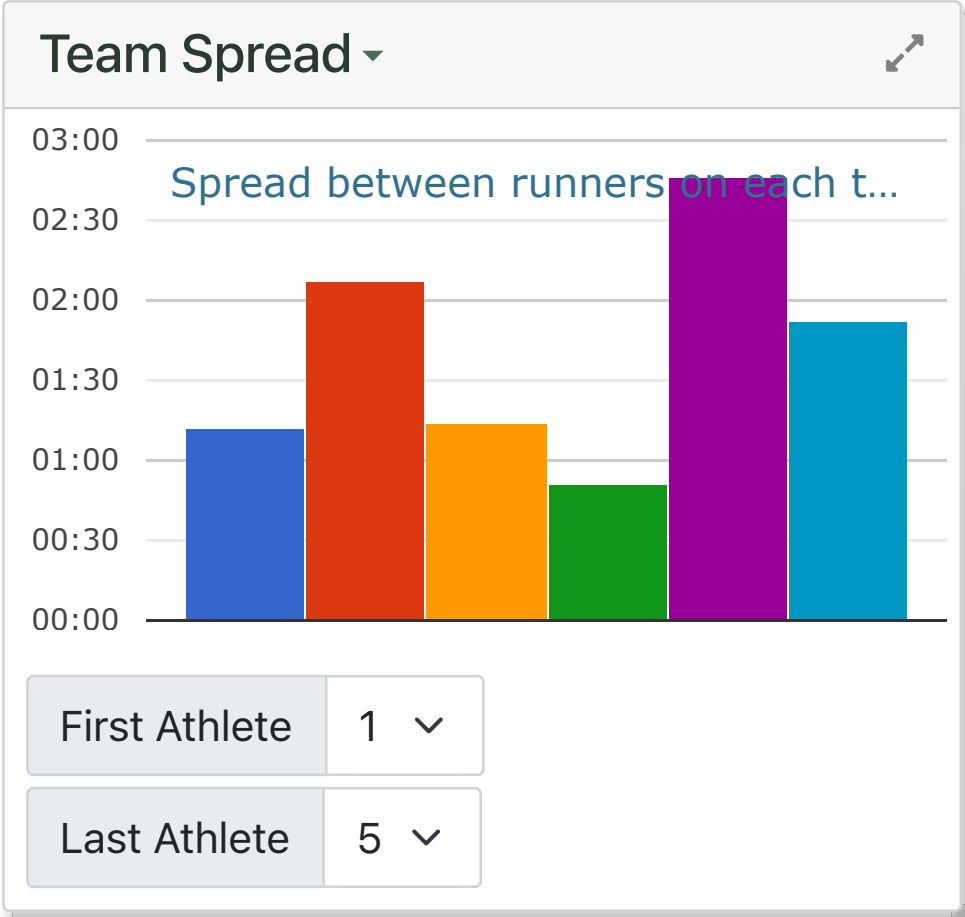 Team Spread
03:00
Spread between runners on each t...
02:30
02:00
01:30
01:00
00:30
00:00
First Athlete 1
Last Athlete 5